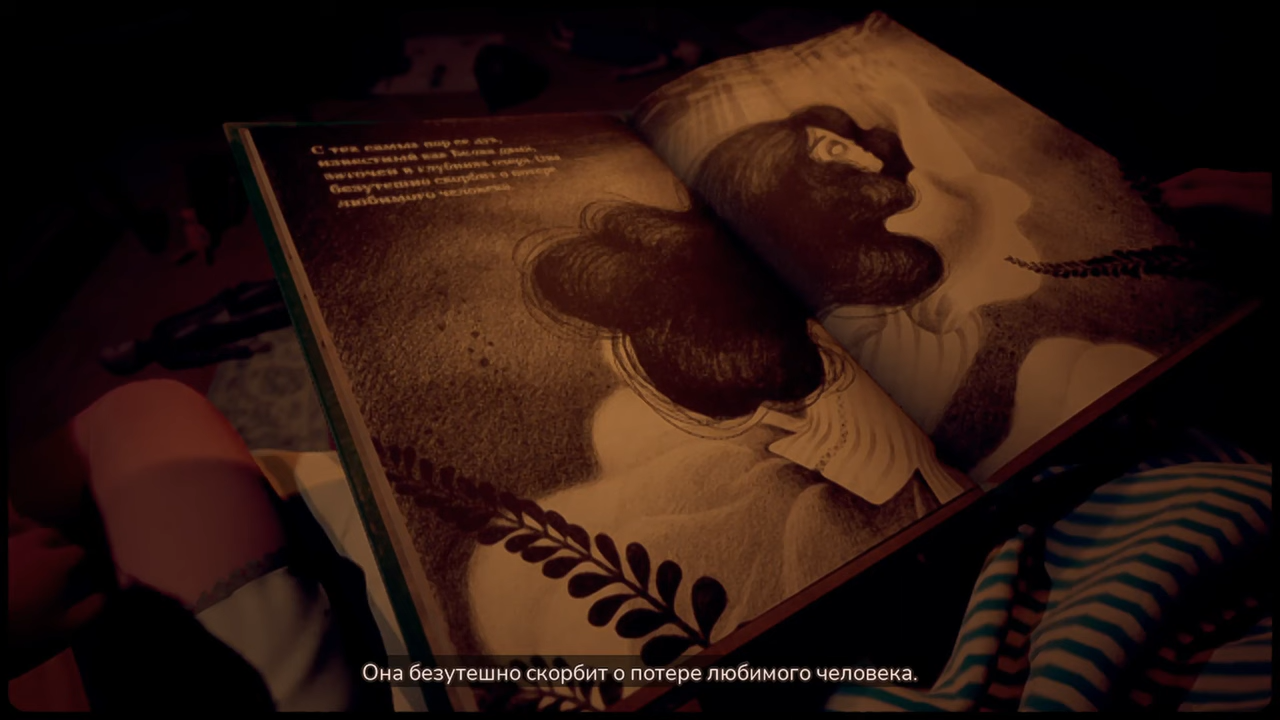 С тех самых пор ее дух,
известный как Белая дама,
заточен в глубинах озера. Она
безутешно скорбит о потере
любимого человека.
Она безутешно скорбит о потере любимого человека.